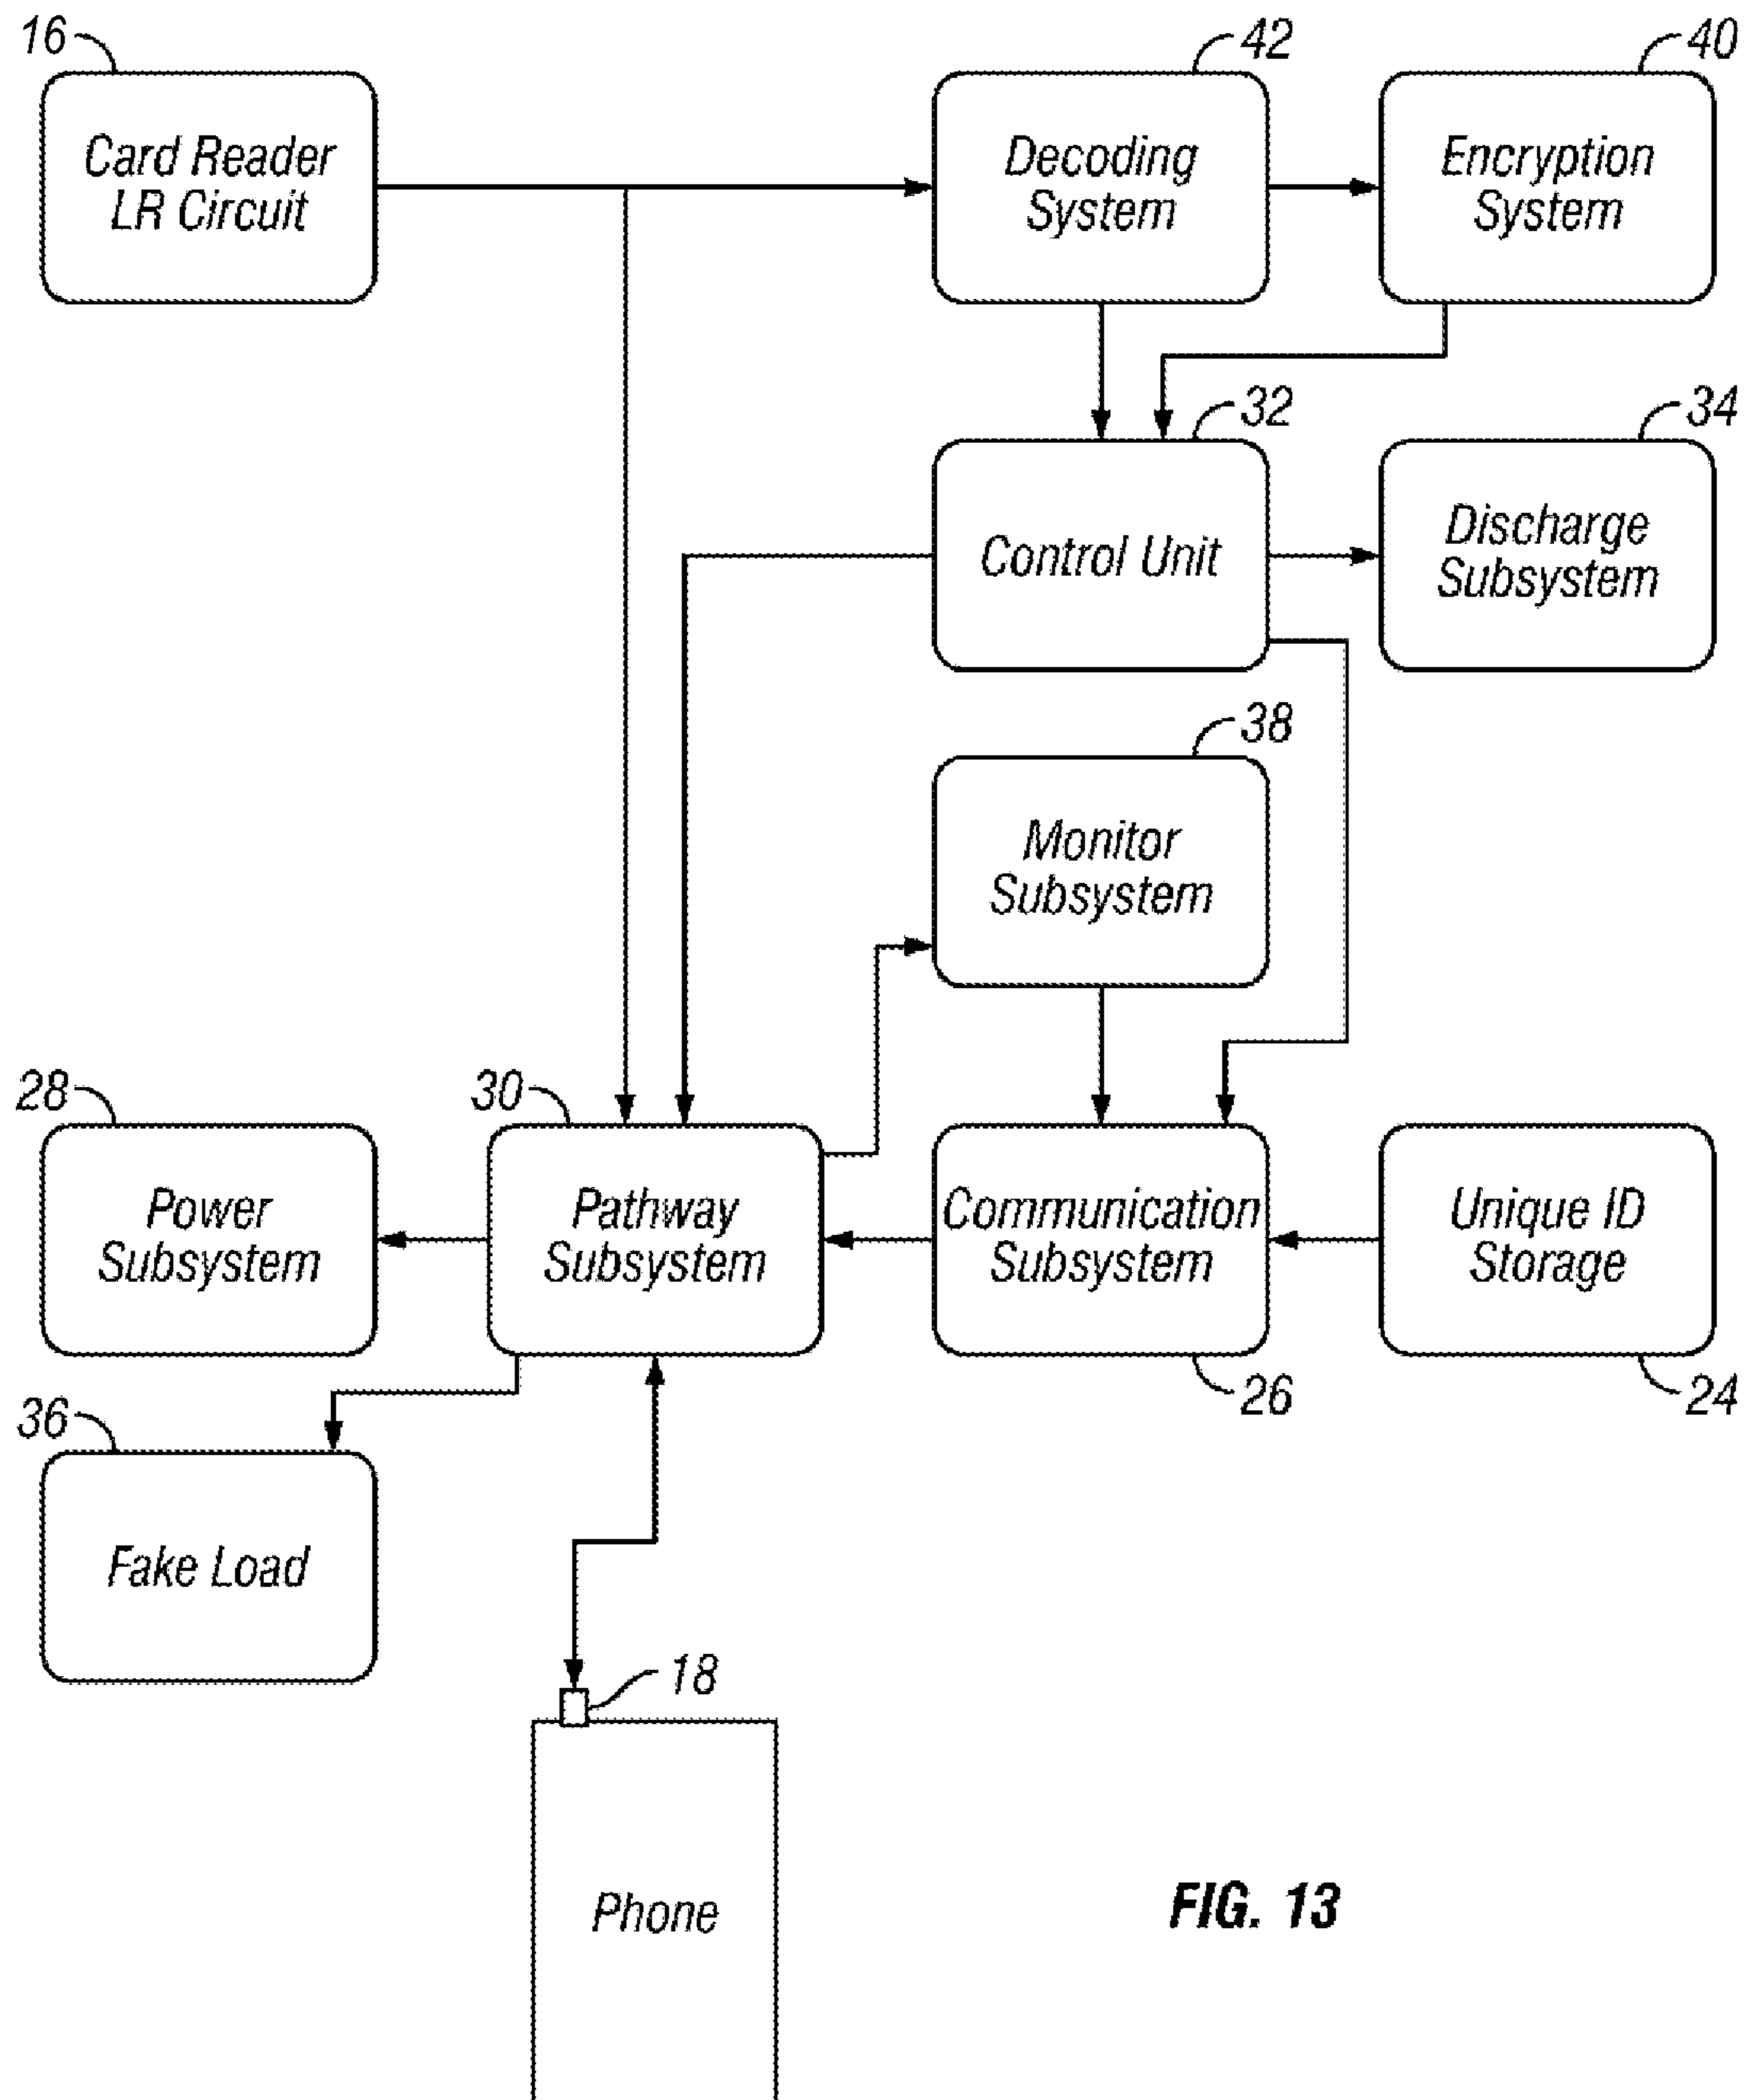 16
42
40
Card Reader
LR Circuit
Decoding
System
Encryption
System
32
34
Control Unit
Discharge
Subsystem
38
Monitor
Subsystem
28
30
Power
Subsystem
Pathway
Subsystem
Communication
Subsystem
Unique ID
Storage
26
24
36
Fake Load
18
Phone
FIG. 13